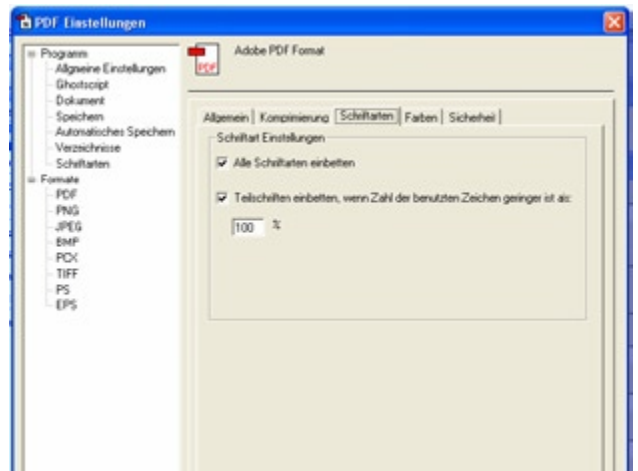 PDF Einstellungen
Programm
Allgmeine Einstellungen
Ghostscript
Dokument
Speichern
Automatisches Speichern
Verzeichnisse
Schriftarten
Formate
PDF
PNG
JPEG
BMP
PCX
TIFF
PS
EPS
PDF
Adobe PDF Format
Allgemein Komprimierung Schriftarten Farben Sicherheit
Schriftart Einstellungen
Alle Schriftarten einbetten
Teilschriften einbetten, wenn Zahl der benutzten Zeichen geringer ist als:
100 %